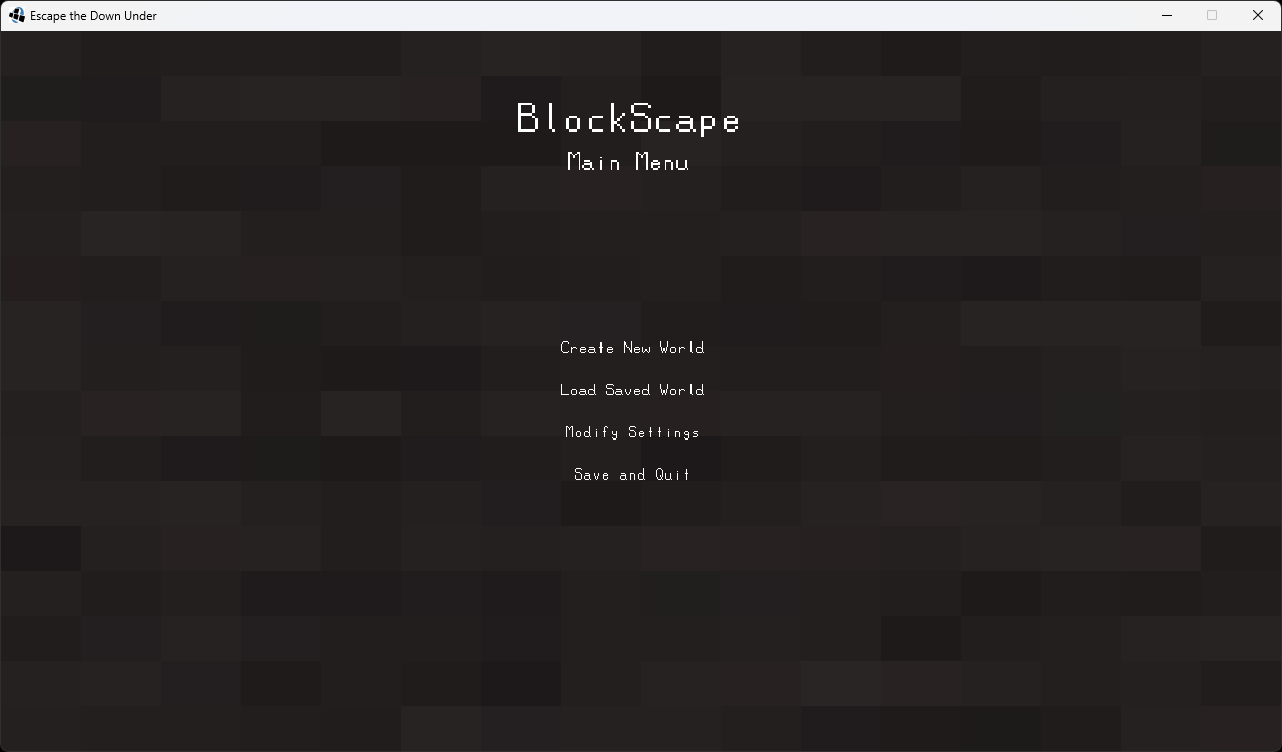 Escape the Down Under
BlockScape
Main Menu
Create New World
Load Saved World
Modify Settings
Save and Quit